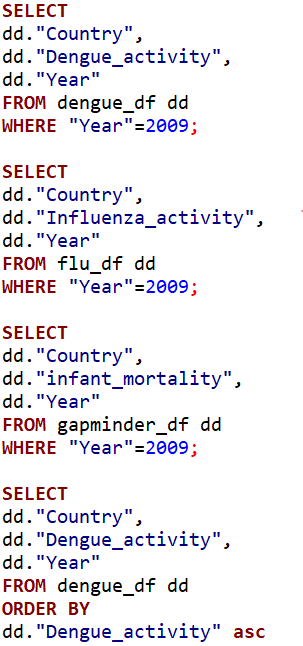 SELECT
dd."Country",
dd."Dengue_activity",
dd."Year"
FROM dengue_df dd
WHERE "Year"=2009;
SELECT
dd."Country",
dd."Influenza_activity",
dd."Year"
FROM flu_df dd
WHERE "Year"=2009;
SELECT
dd."Country",
dd."infant_mortality",
dd."Year"
FROM gapminder_df dd
WHERE "Year"=2009;
SELECT
dd."Country",
dd."Dengue_activity",
dd."Year"
FROM dengue_df dd
ORDER BY
dd."Dengue_activity" asc